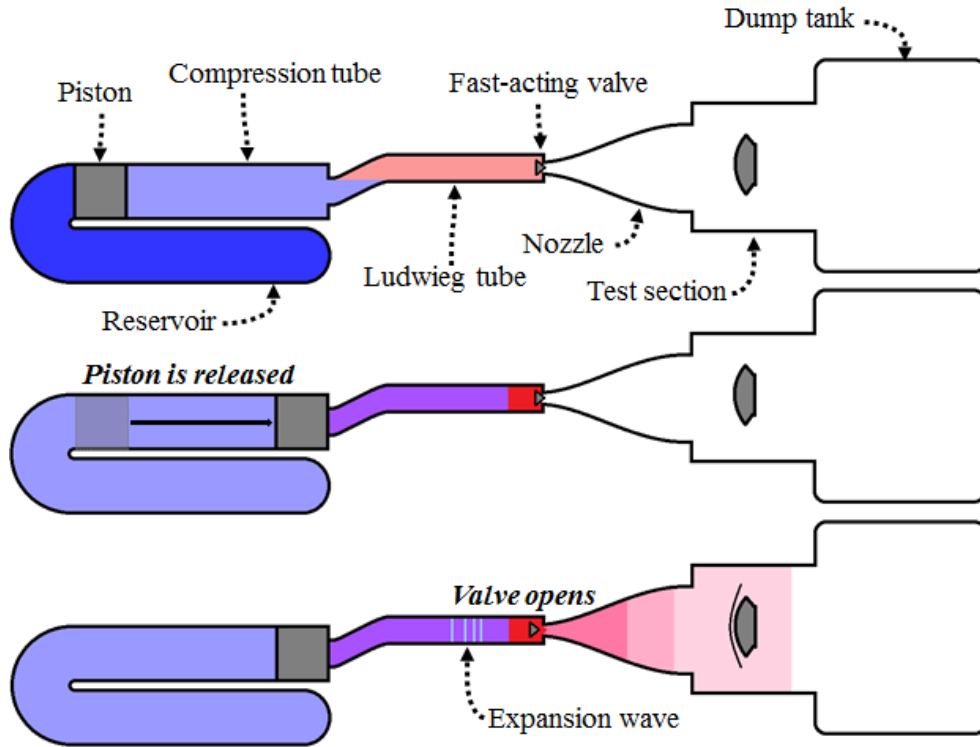 Dump tank
Compression tube
Piston
Fast-acting valve
Nozzle
Ludwieg tube
Test section
Reservoir
Piston is released
Valve opens
Expansion wave